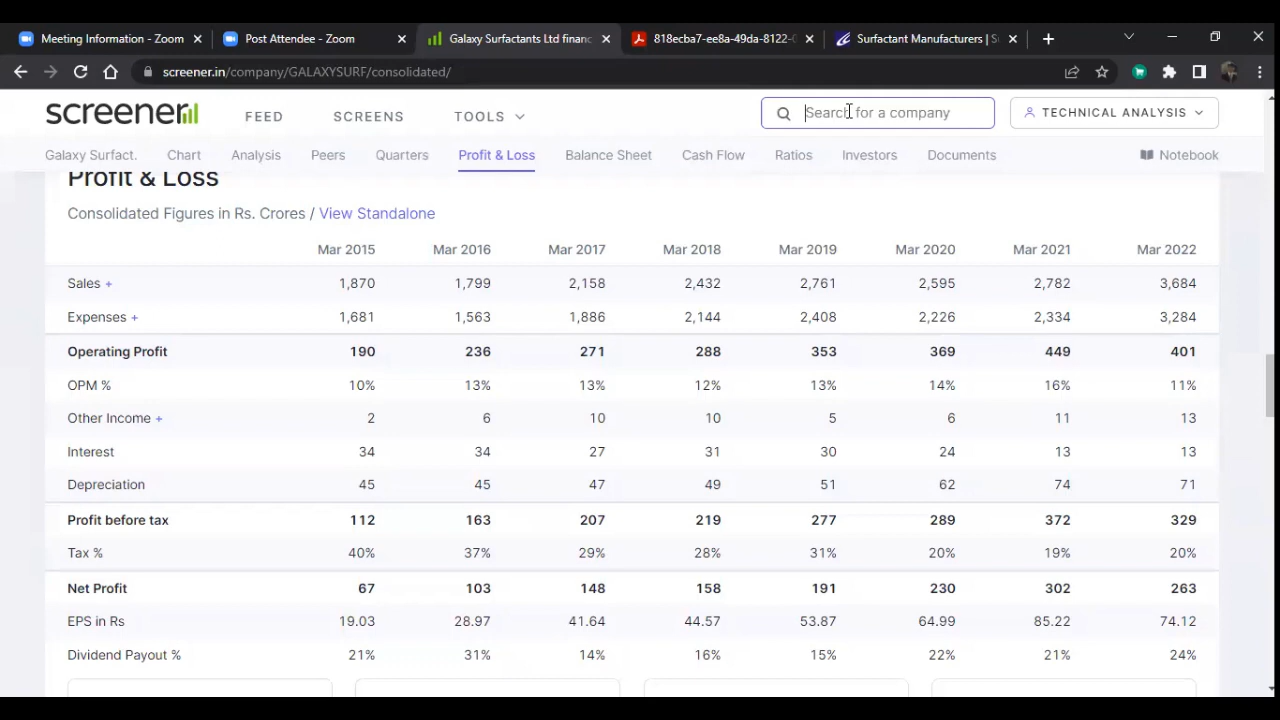 Meeting Information - Zoom
Post Attendee - Zoom
Galaxy Surfactants Ltd financ
818ecba7-ee8a-49da-8122-0
Surfactant Manufacturers | S
screener.in/company/GALAXYSURF/consolidated/
screener
FEED
SCREENS
TOOLS
Search for a company
TECHNICAL ANALYSIS
Galaxy Surfact. Chart Analysis Peers Quarters Profit & Loss Balance Sheet Cash Flow Ratios Investors Documents Notebook
Profit & Loss
Consolidated Figures in Rs. Crores / View Standalone
Mar 2015 Mar 2016 Mar 2017 Mar 2018 Mar 2019 Mar 2020 Mar 2021 Mar 2022
Sales + 1,870 1,799 2,158 2,432 2,761 2,595 2,782 3,684
Expenses + 1,681 1,563 1,886 2,144 2,408 2,226 2,334 3,284
Operating Profit 190 236 271 288 353 369 449 401
OPM % 10% 13% 13% 12% 13% 14% 16% 11%
Other Income + 2 6 10 10 5 6 11 13
Interest 34 34 27 31 30 24 13 13
Depreciation 45 45 47 49 51 62 74 71
Profit before tax 112 163 207 219 277 289 372 329
Tax % 40% 37% 29% 28% 31% 20% 19% 20%
Net Profit 67 103 148 158 191 230 302 263
EPS in Rs 19.03 28.97 41.64 44.57 53.87 64.99 85.22 74.12
Dividend Payout % 21% 31% 14% 16% 15% 22% 21% 24%